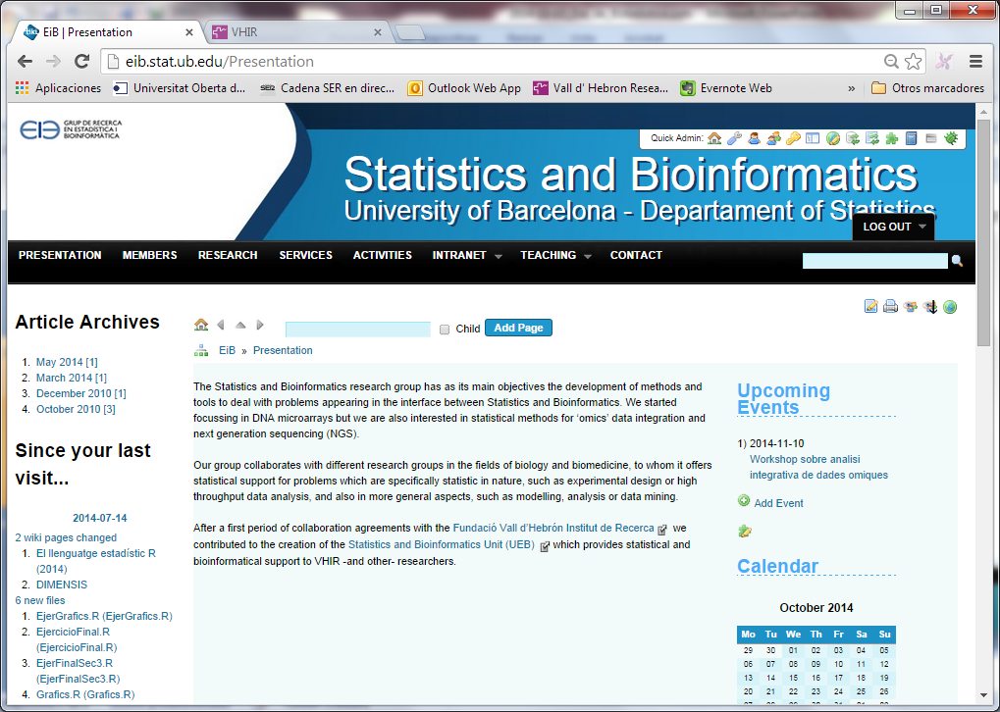 EiB | Presentation
VHIR
eib.stat.ub.edu/Presentation
Aplicaciones
Universitat Oberta d...
SER Cadena SER en direc...
Outlook Web App
Vall d' Hebron Resea...
Evernote Web
»
Otros marcadores
EIB GRUP DE RECERCA
EN ESTADÍSTICA I
BIOINFORMÀTICA
Quick Admin:
Statistics and Bioinformatics
University of Barcelona - Departament of Statistics
LOG OUT
PRESENTATION MEMBERS RESEARCH SERVICES ACTIVITIES INTRANET TEACHING CONTACT
Article Archives
1. May 2014 [1]
2. March 2014 [1]
3. December 2010 [1]
4. October 2010 [3]
Since your last
visit...
2014-07-14
2 wiki pages changed
1. El llenguatge estadístic R
(2014)
2. DIMENSIS
6 new files
1. EjerGrafics.R (EjerGrafics.R)
2. EjercicioFinal.R
(EjercicioFinal.R)
3. EjerFinalSec3.R
(EjerFinalSec3.R)
4. Grafics.R (Grafics.R)
Child Add Page
EiB » Presentation
The Statistics and Bioinformatics research group has as its main objectives the development of methods and
tools to deal with problems appearing in the interface between Statistics and Bioinformatics. We started
focussing in DNA microarrays but we are also interested in statistical methods for ‘omics’ data integration and
next generation sequencing (NGS).
Our group collaborates with different research groups in the fields of biology and biomedicine, to whom it offers
statistical support for problems which are specifically statistic in nature, such as experimental design or high
throughput data analysis, and also in more general aspects, such as modelling, analysis or data mining.
After a first period of collaboration agreements with the Fundació Vall d’Hebrón Institut de Recerca we
contributed to the creation of the Statistics and Bioinformatics Unit (UEB) which provides statistical and
bioinformatical support to VHIR -and other- researchers.
Upcoming
Events
1) 2014-11-10
Workshop sobre analisi
integrativa de dades omiques
Add Event
Calendar
October 2014
Mo Tu We Th Fr Sa Su
29 30 01 02 03 04 05
06 07 08 09 10 11 12
13 14 15 16 17 18 19
20 21 22 23 24 25 26